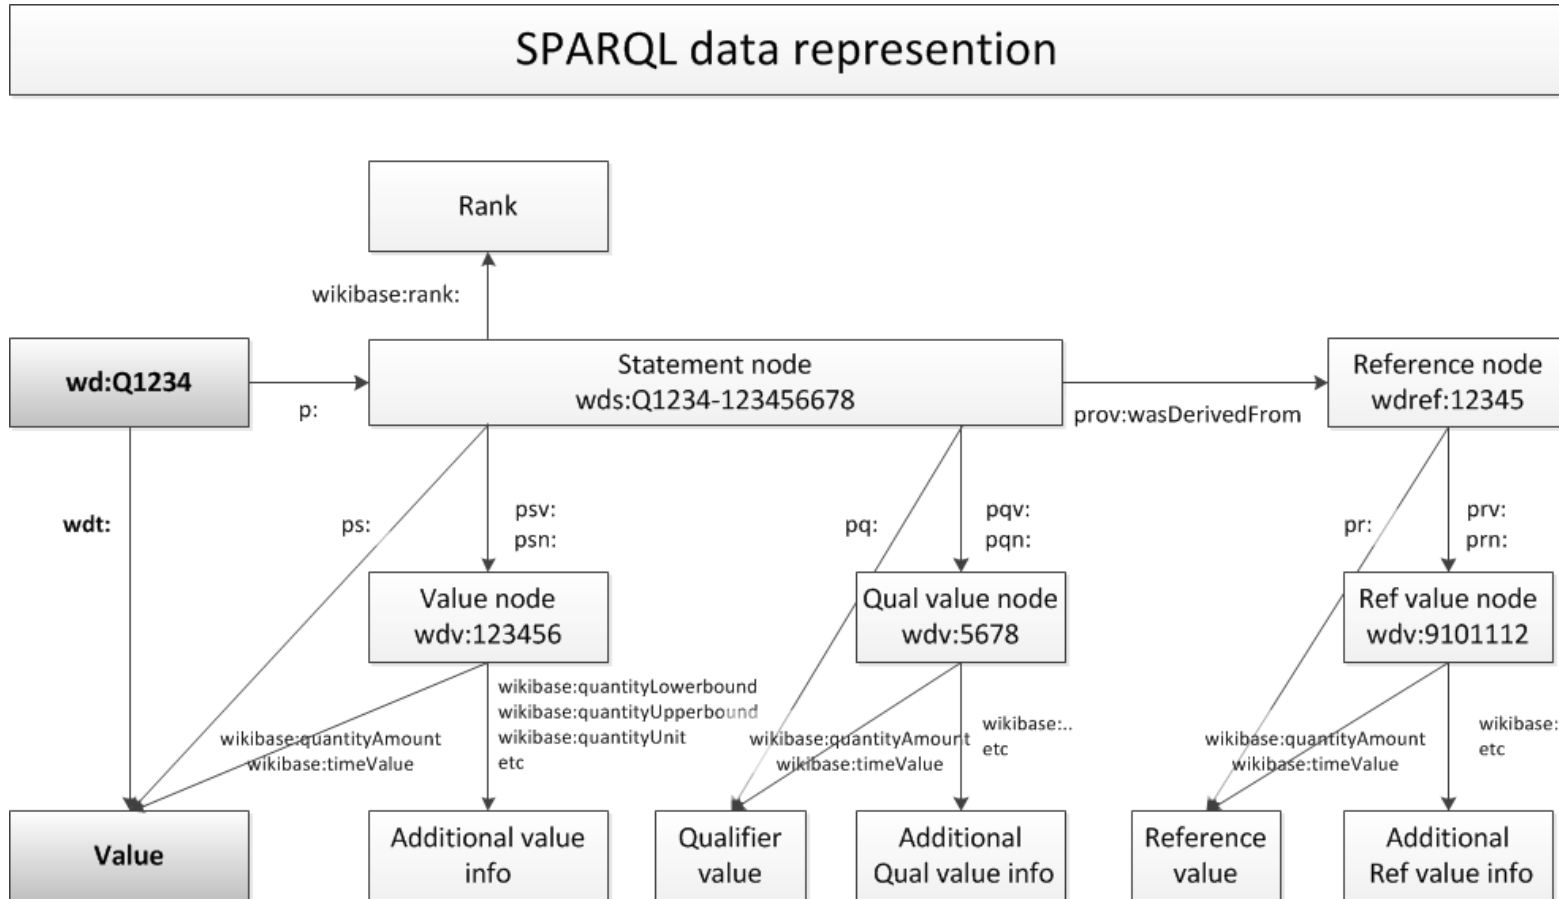 SPARQL data represention
Rank
wikibase:rank:
wd:Q1234
p:
Statement node
wds:Q1234-123456678
prov:wasDerivedFrom
Reference node
wdref:12345
wdt:
ps:
psv:
psn:
pq:
pqv:
pqn:
pr:
prv:
prn:
Value node
wdv:123456
Qual value node
wdv:5678
Ref value node
wdv:9101112
wikibase:quantityAmount
wikibase:timeValue
wikibase:quantityLowerbound
wikibase:quantityUpperbound
wikibase:quantityUnit
etc
wikibase:quantityAmount
wikibase:timeValue
wikibase:..
etc
wikibase:quantityAmount
wikibase:timeValue
wikibase:
etc
Value
Additional value
info
Qualifier
value
Additional
Qual value info
Reference
value
Additional
Ref value info